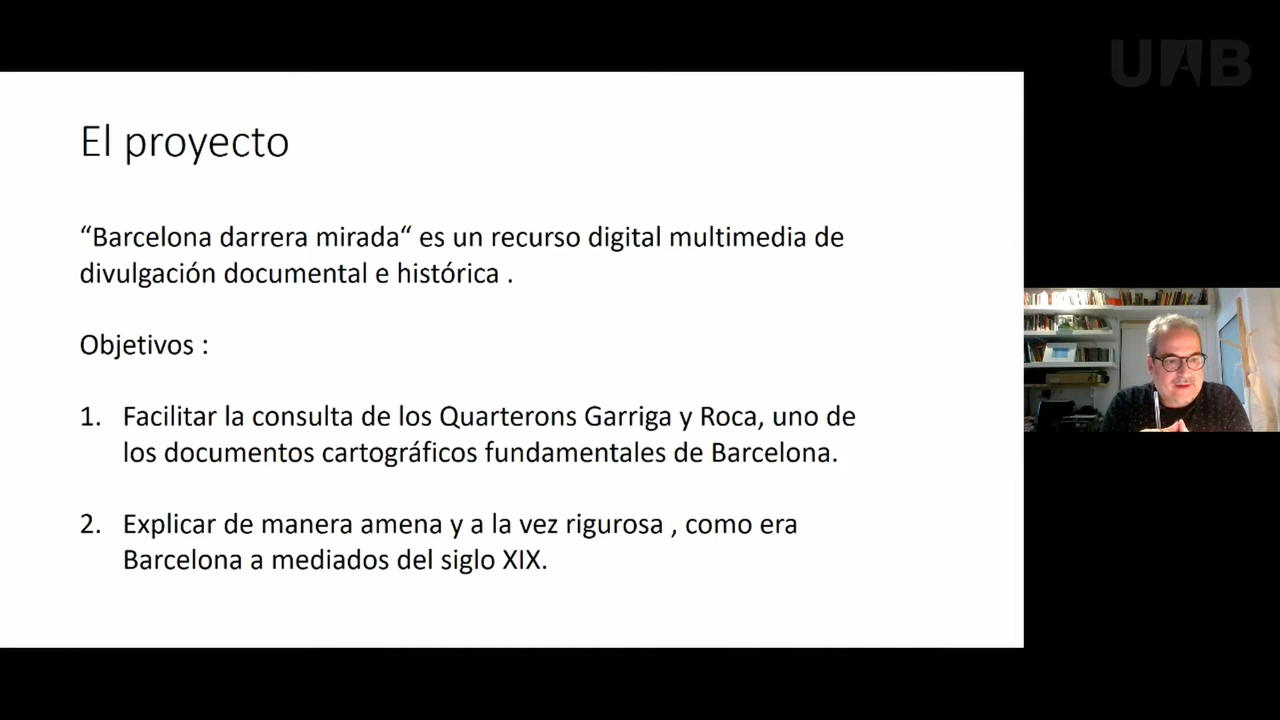 UAB
El proyecto
“Barcelona darrera mirada“ es un recurso digital multimedia de
divulgación documental e histórica .
Objetivos :
1. Facilitar la consulta de los Quarterons Garriga y Roca, uno de
los documentos cartográficos fundamentales de Barcelona.
2. Explicar de manera amena y a la vez rigurosa , como era
Barcelona a mediados del siglo XIX.